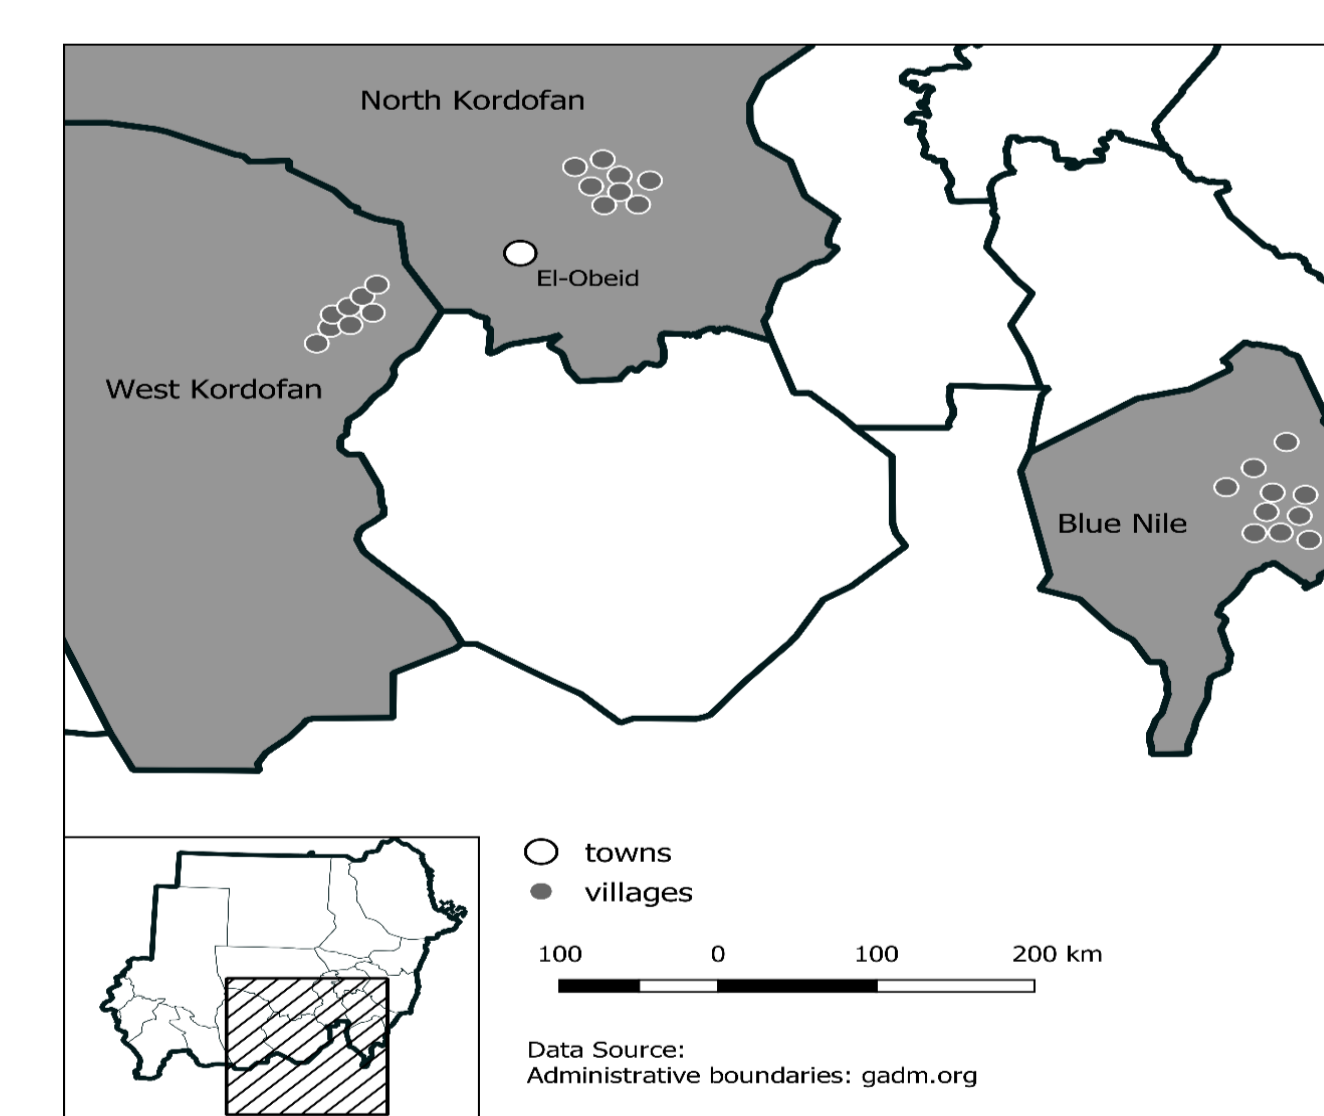 North Kordofan
El-Obeid
West Kordofan
Blue Nile
towns
villages
100 0 100 200 km
Data Source:
Administrative boundaries: gadm.org